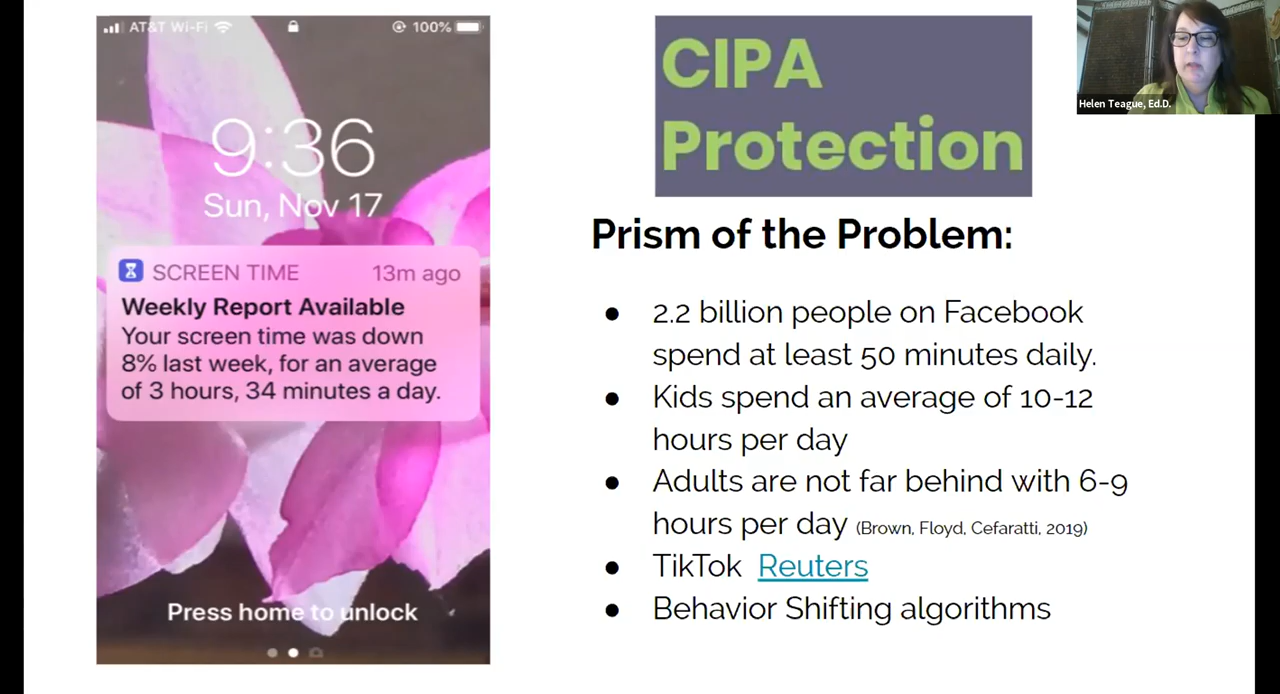 AT&T Wi-Fi 100%
9:36
Sun, Nov 17
SCREEN TIME 13m ago
Weekly Report Available
Your screen time was down
8% last week, for an average
of 3 hours, 34 minutes a day.
Press home to unlock
CIPA
Protection
Helen Teague, Ed.D.
Prism of the Problem:
● 2.2 billion people on Facebook
spend at least 50 minutes daily.
● Kids spend an average of 10-12
hours per day
● Adults are not far behind with 6-9
hours per day (Brown, Floyd, Cefaratti, 2019)
● TikTok Reuters
● Behavior Shifting algorithms